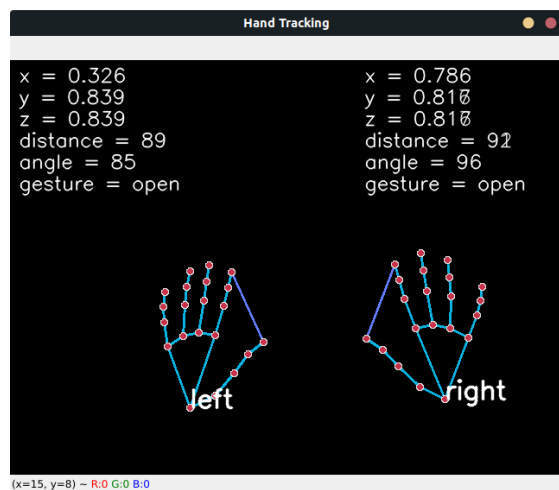 Hand Tracking
x = 0.326
y = 0.839
z = 0.839
distance = 89
angle = 85
gesture = open
x = 0.786
y =
z =
distance =
angle = 96
gesture = open
left
right
(x=15, y=8) ~ R:0 G:0 B:0